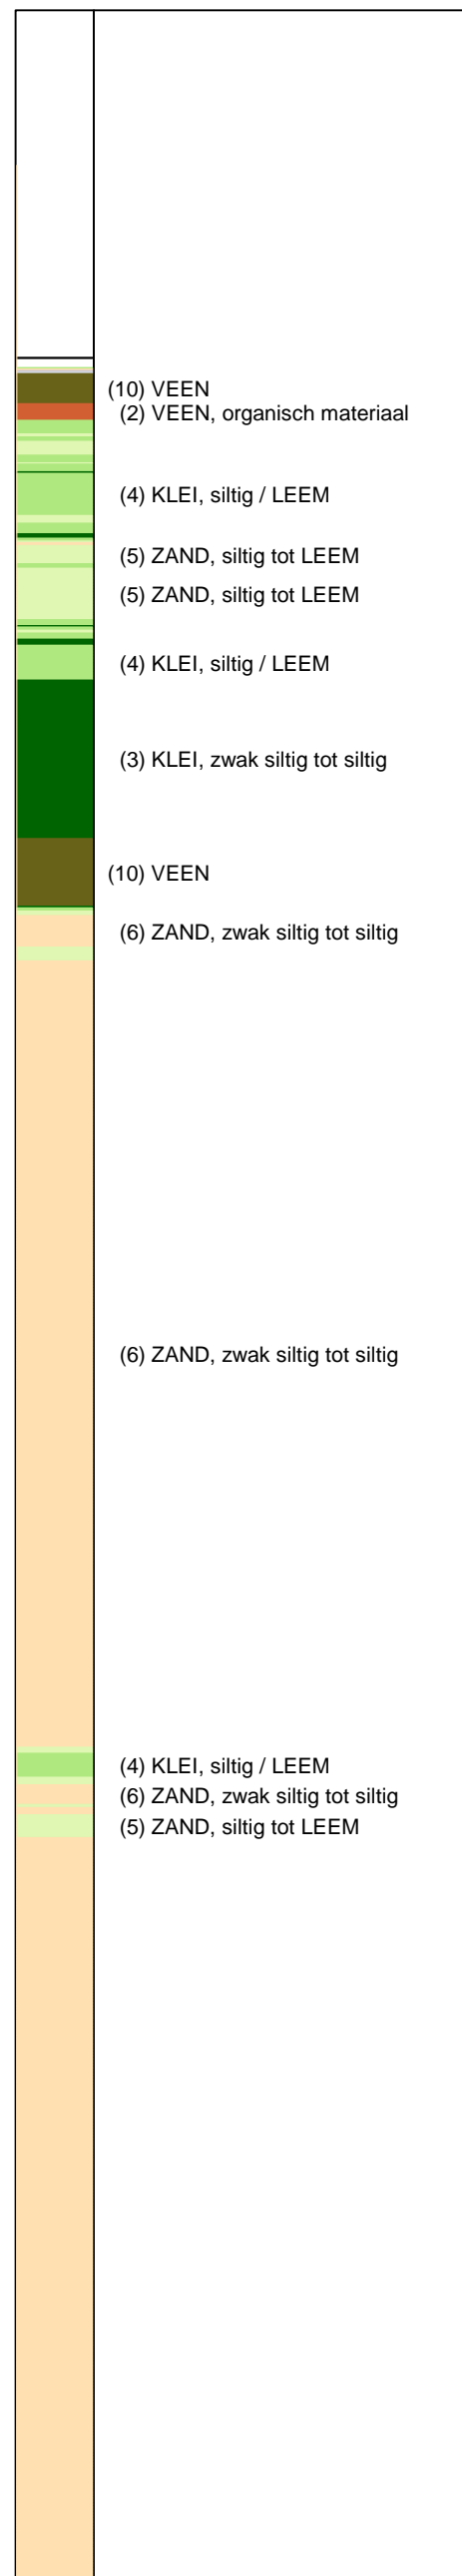 (10) VEEN
(2) VEEN, organisch materiaal
(4) KLEI, siltig / LEEM
(5) ZAND, siltig tot LEEM
(5) ZAND, siltig tot LEEM
(4) KLEI, siltig / LEEM
(3) KLEI, zwak siltig tot siltig
(10) VEEN
(6) ZAND, zwak siltig tot siltig
(6) ZAND, zwak siltig tot siltig
(4) KLEI, siltig / LEEM
(6) ZAND, zwak siltig tot siltig
(5) ZAND, siltig tot LEEM